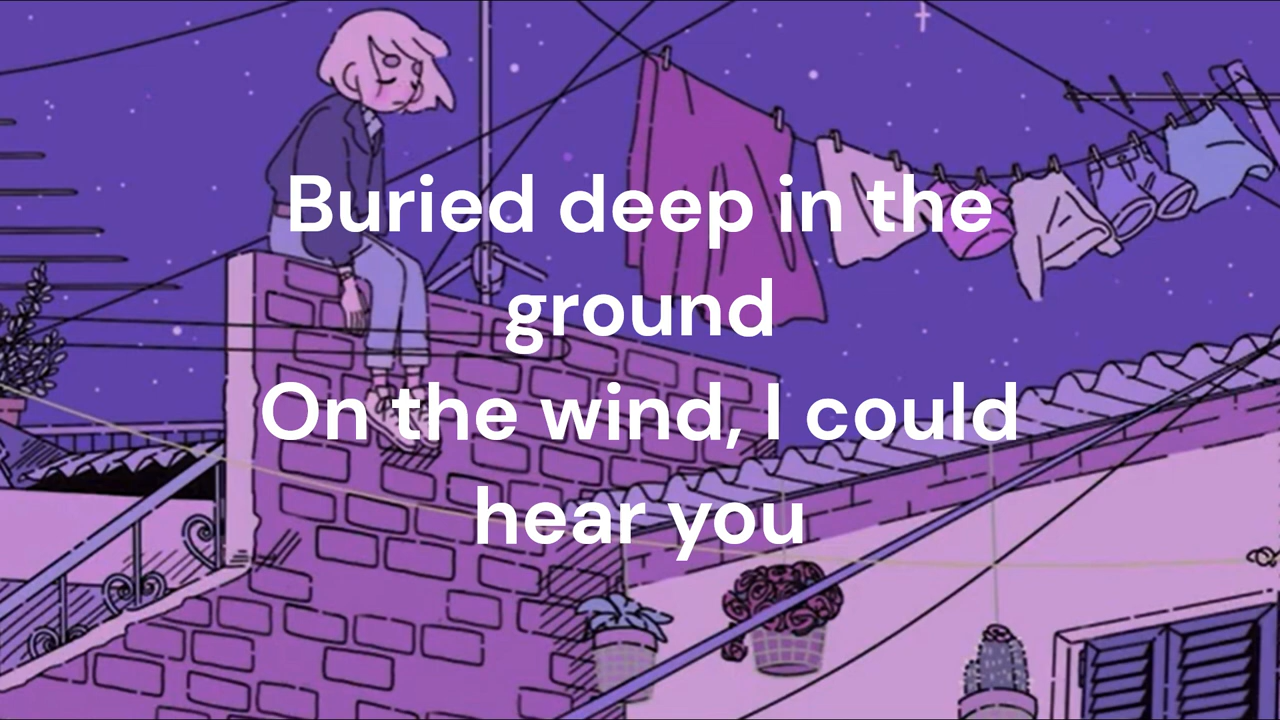 Buried deep in the
ground
On the wind, I could
hear you